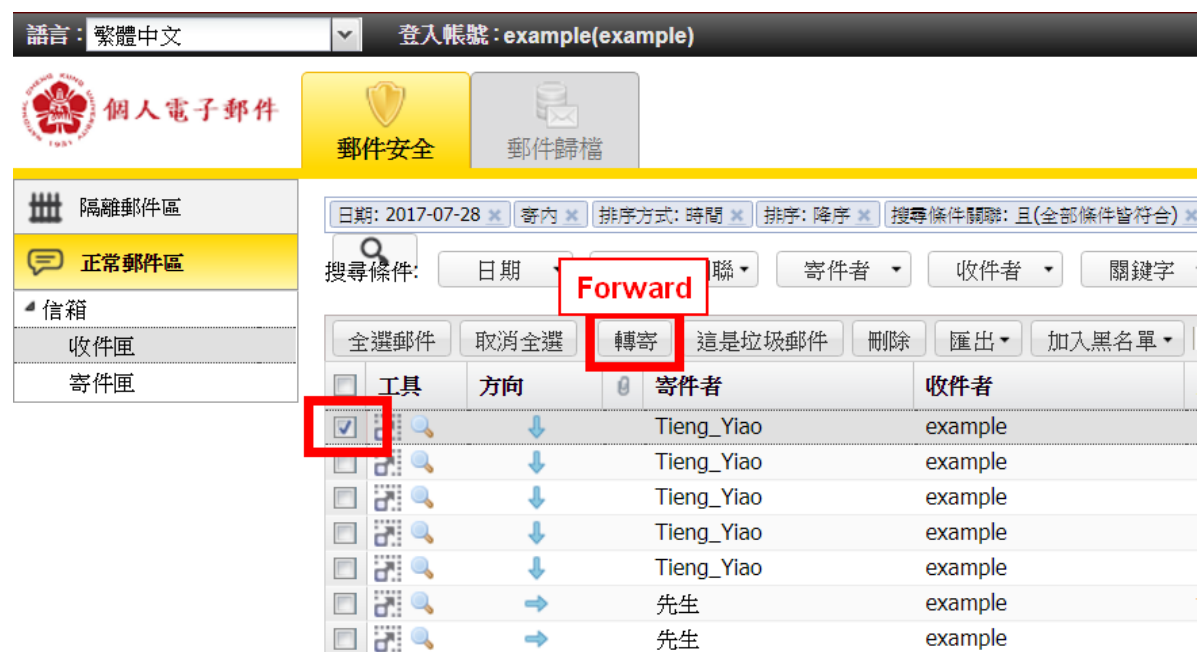 語言：繁體中文 登入帳號：example(example)
個人電子郵件
郵件安全 郵件歸檔
隔離郵件區
正常郵件區
信箱
收件匣
寄件匣
日期: 2017-07-28 寄內 排序方式: 時間 排序: 降序 搜尋條件關聯: 且(全部條件皆符合)
搜尋條件: 日期 聯 寄件者 收件者 關鍵字
Forward
全選郵件 取消全選 轉寄 這是垃圾郵件 刪除 匯出 加入黑名單
工具 方向 寄件者 收件者
Tieng_Yiao example
Tieng_Yiao example
Tieng_Yiao example
Tieng_Yiao example
Tieng_Yiao example
先生 example
先生 example